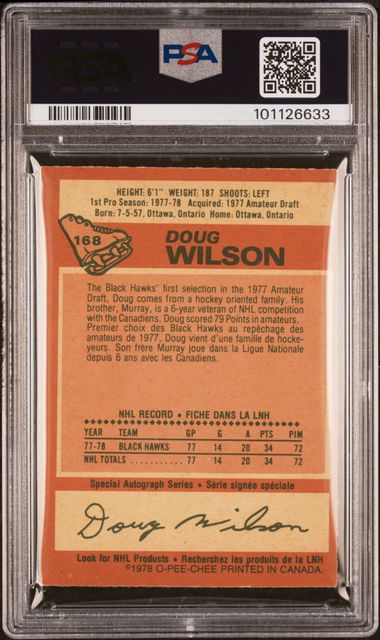 PSA
101126633
HEIGHT: 6'1" WEIGHT: 187 SHOOTS: LEFT
1st Pro Season: 1977-78 Acquired: 1977 Amateur Draft
Born: 7-5-57, Ottawa, Ontario Home: Ottawa, Ontario
168
DOUG
WILSON
The Black Hawks' first selection in the 1977 Amateur
Draft, Doug comes from a hockey oriented family. His
brother, Murray, is a 6-year veteran of NHL competition
with the Canadiens. Doug scored 79 Points in amateurs.
Premier choix des Black Hawks au repêchage des
amateurs de 1977, Doug vient d'une famille de hockeyeurs.
Son frère Murray joue dans la Ligue Nationale
depuis 6 ans avec les Canadiens.
NHL RECORD • FICHE DANS LA LNH
YEAR TEAM GP G A PTS PIM
77-78 BLACK HAWKS 77 14 20 34 72
NHL TOTALS ........... 77 14 20 34 72
Special Autograph Series • Série signée spéciale
Doug Wilson
Look for NHL Products • Recherchez les produits de la LNH
©1978 O-PEE-CHEE PRINTED IN CANADA.